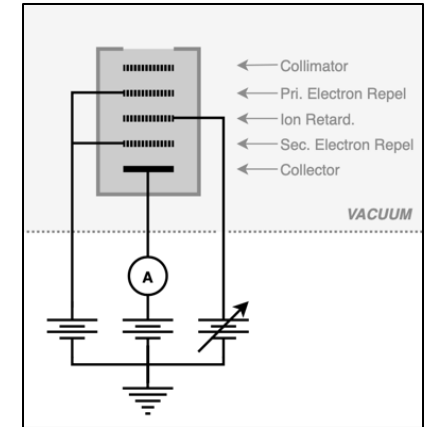 Collimator
Pri. Electron Repel
Ion Retard.
Sec. Electron Repel
Collector
VACUUM
A